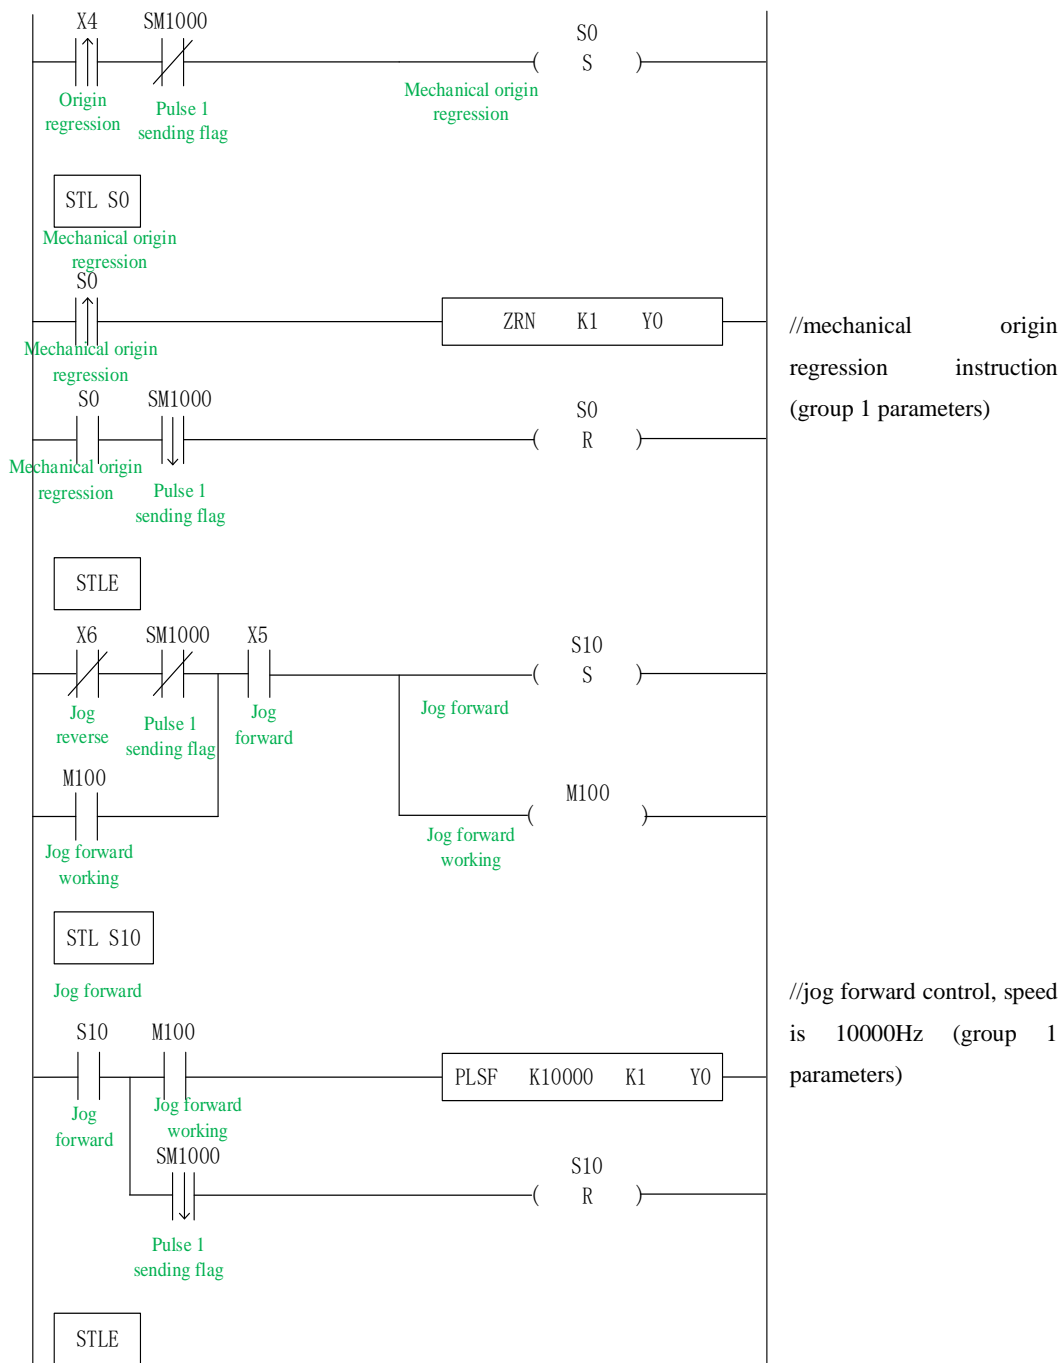 X4 SM1000 S0
( S )
Origin
regression
Pulse 1
sending flag
Mechanical origin
regression
STL S0
Mechanical origin
regression
S0
ZRN K1 Y0
Mechanical origin
regression
//mechanical origin
regression instruction
(group 1 parameters)
S0 SM1000 S0
( R )
Mechanical origin
regression
Pulse 1
sending flag
STLE
X6 SM1000 X5 S10
( S )
Jog
reverse
Pulse 1
sending flag
Jog
forward
Jog forward
M100 M100
( )
Jog forward
working
Jog forward
working
STL S10
Jog forward
//jog forward control, speed
is 10000Hz (group 1
parameters)
S10 M100
PLSF K10000 K1 Y0
Jog
forward
Jog forward
working
SM1000 S10
( R )
Pulse 1
sending flag
STLE